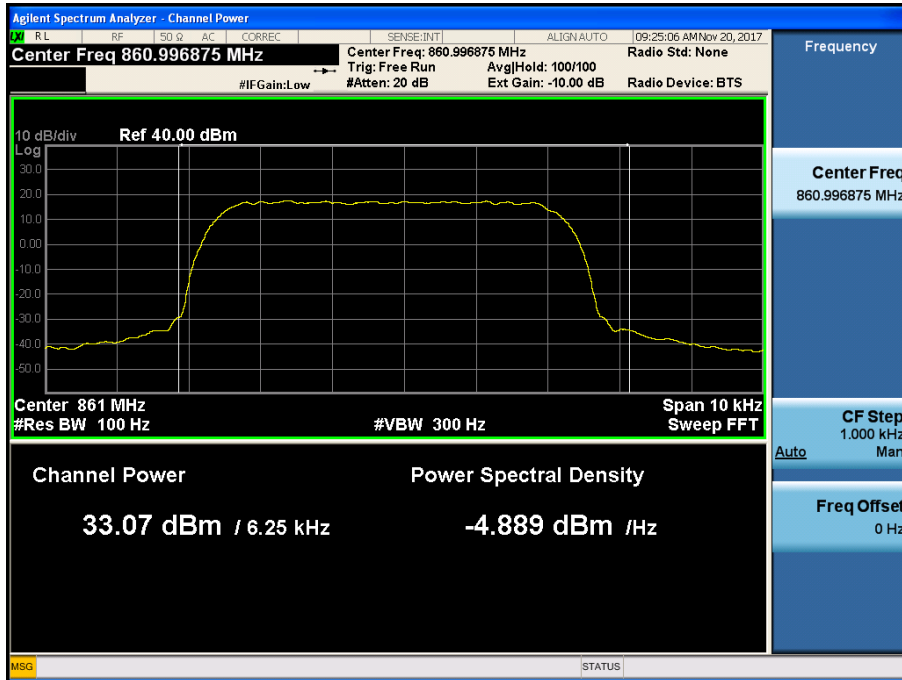 Agilent Spectrum Analyzer - Channel Power
LXI RL RF 50 Ω AC CORREC SENSE:INT ALIGN AUTO 09:25:06 AM Nov 20, 2017
Center Freq 860.996875 MHz
#IFGain:Low
Center Freq: 860.996875 MHz
Trig: Free Run Avg|Hold: 100/100
#Atten: 20 dB Ext Gain: -10.00 dB
Radio Std: None
Radio Device: BTS
10 dB/div Ref 40.00 dBm
Log
30.0
20.0
10.0
0.00
-10.0
-20.0
-30.0
-40.0
-50.0
Center 861 MHz Span 10 kHz
#Res BW 100 Hz #VBW 300 Hz Sweep FFT
Channel Power Power Spectral Density
33.07 dBm / 6.25 kHz -4.889 dBm /Hz
MSG STATUS
Frequency
Center Freq
860.996875 MHz
CF Step
1.000 kHz
Auto Man
Freq Offset
0 Hz